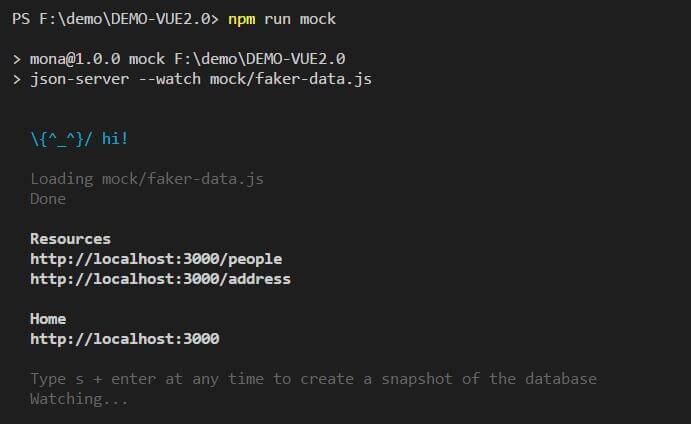 PS F:\demo\DEMO-VUE2.0> npm run mock
> mona@1.0.0 mock F:\demo\DEMO-VUE2.0
> json-server --watch mock/faker-data.js
\{^_^}/ hi!
Loading mock/faker-data.js
Done
Resources
http://localhost:3000/people
http://localhost:3000/address
Home
http://localhost:3000
Type s + enter at any time to create a snapshot of the database
Watching...